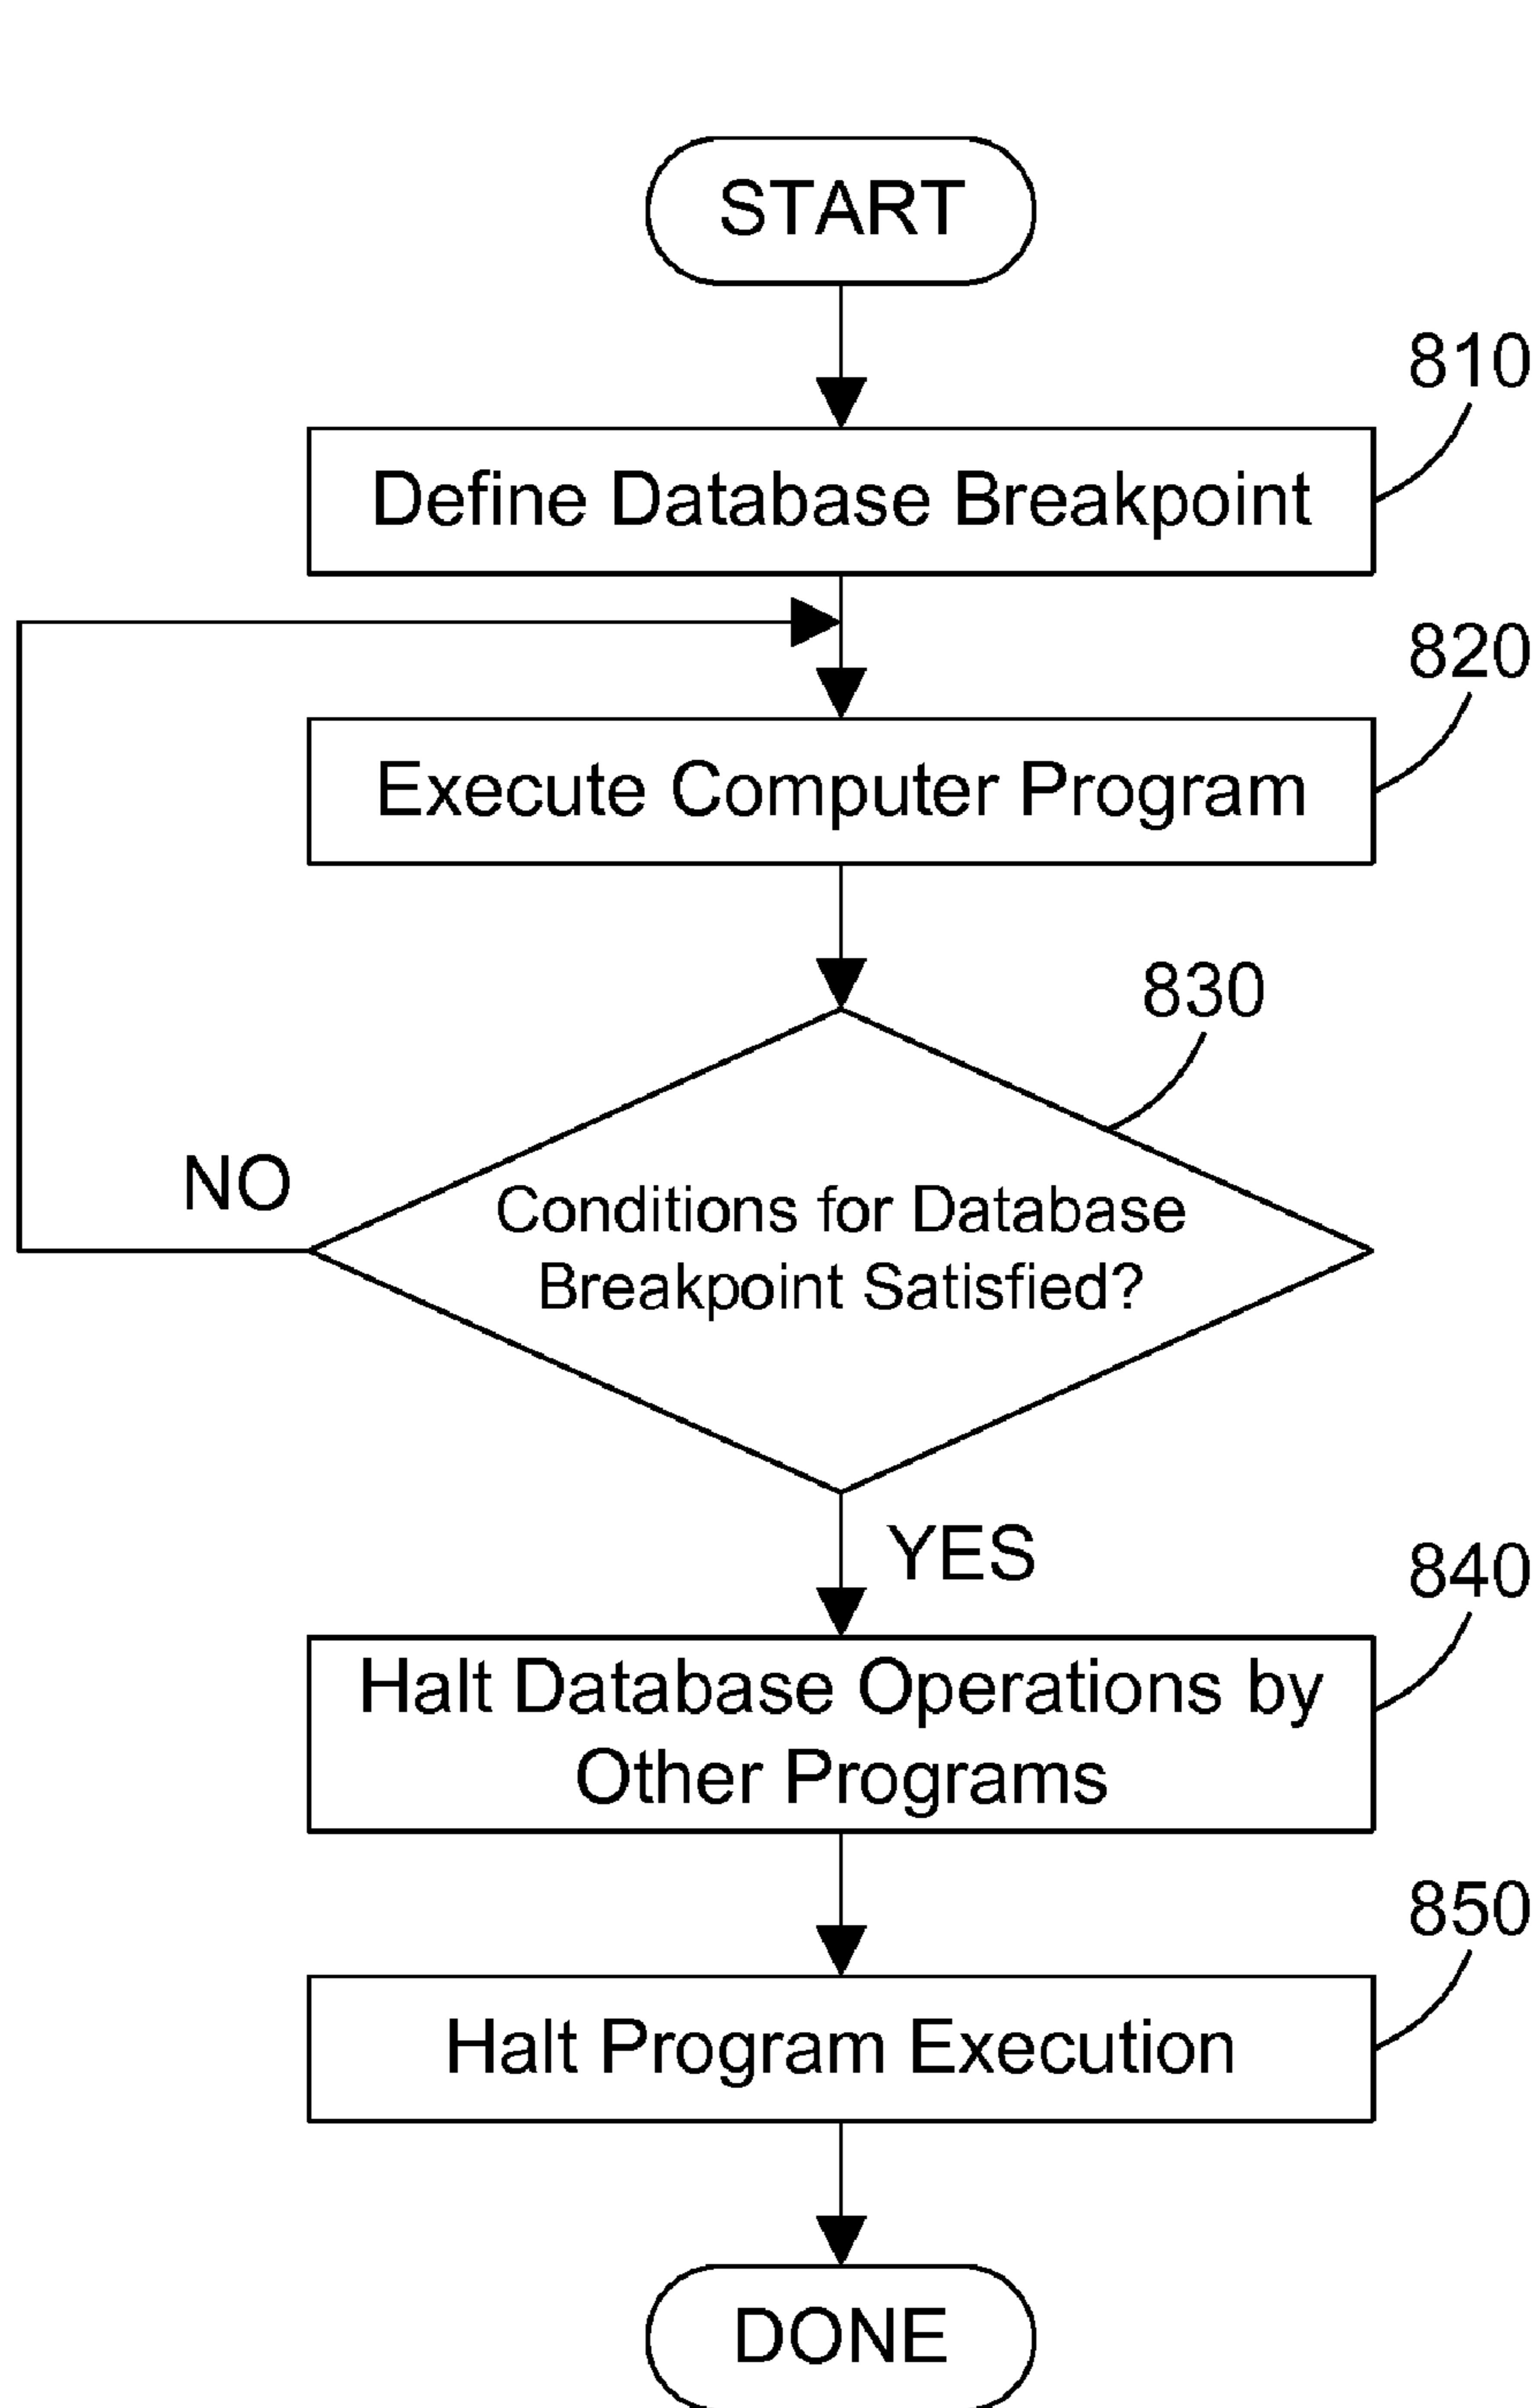 START
810
Define Database Breakpoint
820
Execute Computer Program
830
NO
Conditions for Database
Breakpoint Satisfied?
YES
840
Halt Database Operations by
Other Programs
850
Halt Program Execution
DONE